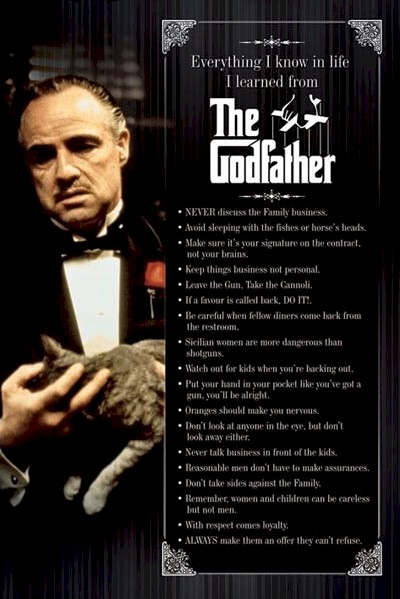 Everything I know in life
I learned from
The
Godfather
• NEVER discuss the Family business.
• Avoid sleeping with the fishes or horse's heads.
• Make sure it's your signature on the contract,
not your brains.
• Keep things business not personal.
• Leave the Gun, Take the Cannoli.
• If a favour is called back, DO IT!.
• Be careful when fellow diners come back from
the restroom.
• Sicilian women are more dangerous than
shotguns.
• Watch out for kids when you're backing out.
• Put your hand in your pocket like you've got a
gun, you'll be alright.
• Oranges should make you nervous.
• Don't look at anyone in the eye, but don't
look away either.
• Never talk business in front of the kids.
• Reasonable men don't have to make assurances.
• Don't take sides against the Family.
• Remember, women and children can be careless
but not men.
• With respect comes loyalty.
• ALWAYS make them an offer they can't refuse.